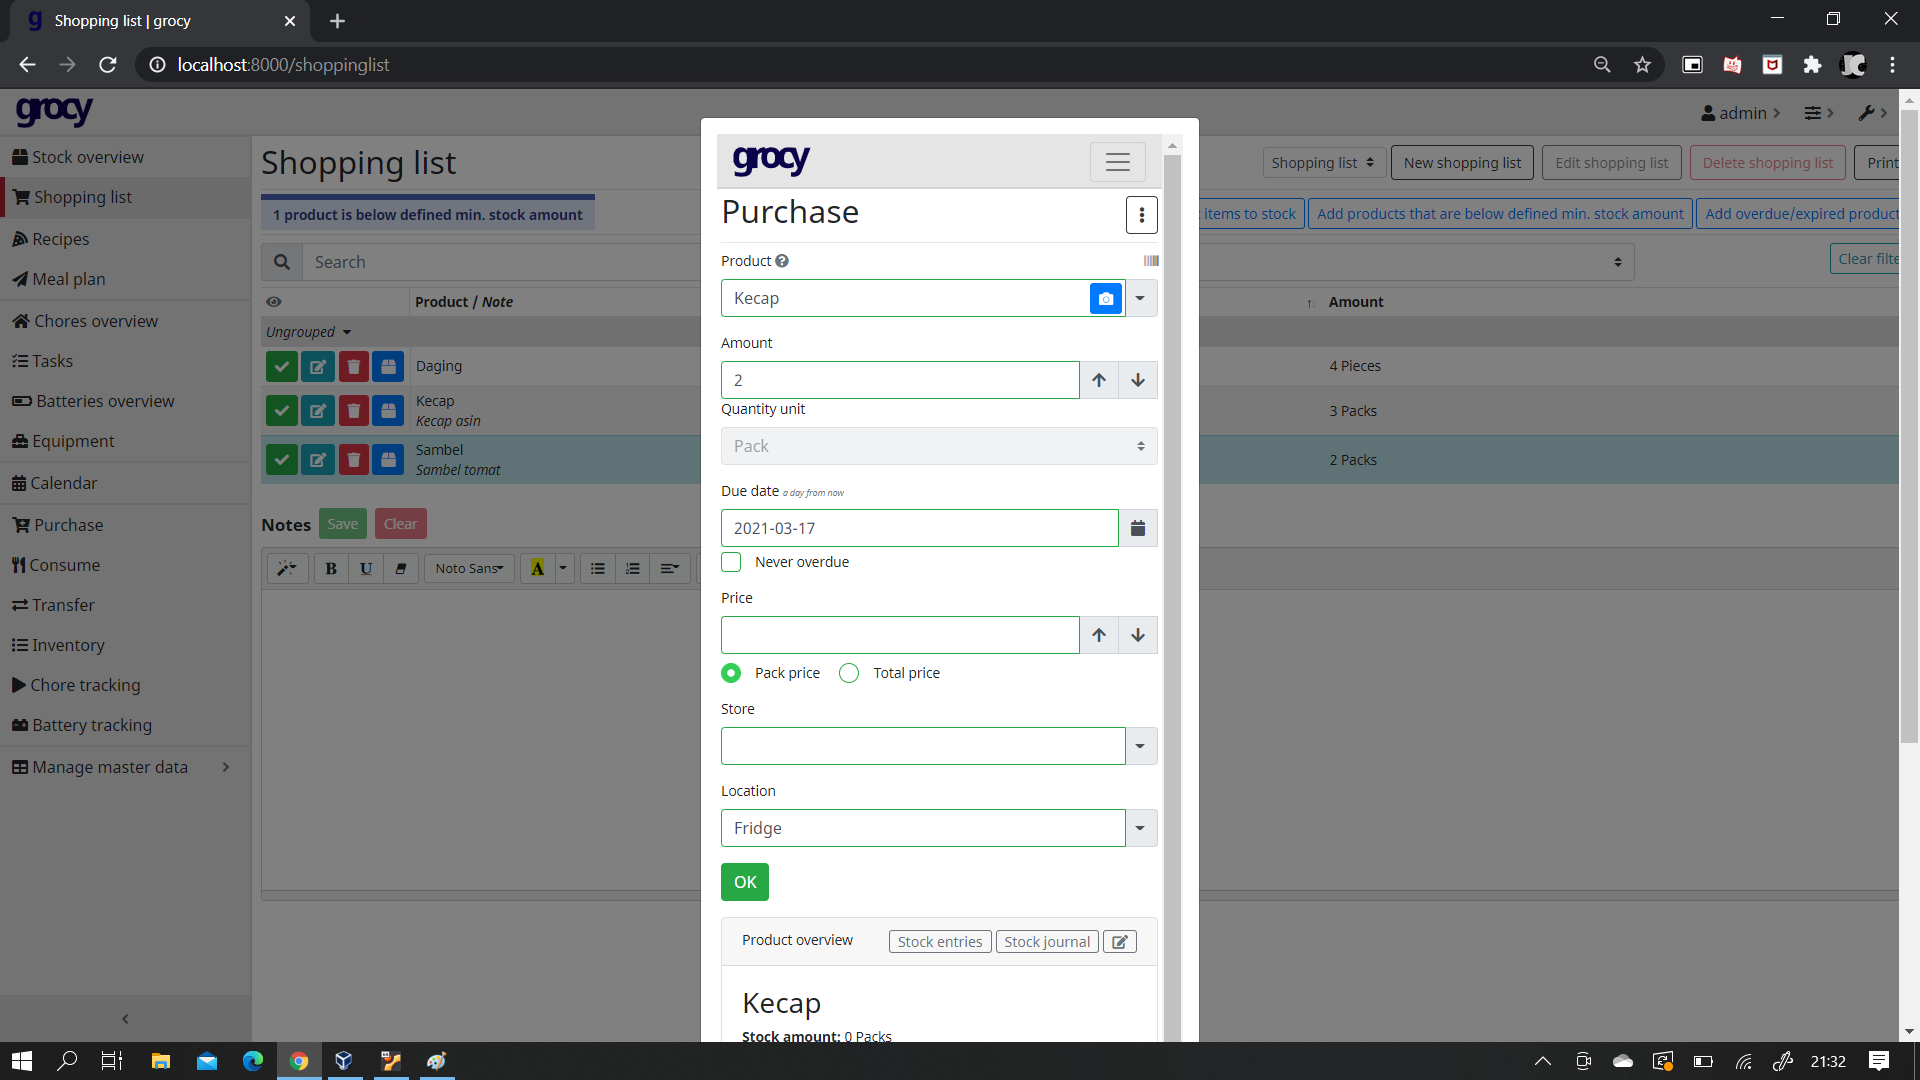 Shopping list | grocy
localhost:8000/shoppinglist
grocy
admin
Stock overview
Shopping list
Recipes
Meal plan
Chores overview
Tasks
Batteries overview
Equipment
Calendar
Purchase
Consume
Transfer
Inventory
Chore tracking
Battery tracking
Manage master data
Shopping list
Shopping list
New shopping list
Edit shopping list
Delete shopping list
Print
1 product is below defined min. stock amount
items to stock
Add products that are below defined min. stock amount
Add overdue/expired product
Search
Clear filte
Product / Note
Amount
Ungrouped
Daging
4 Pieces
Kecap
Kecap asin
3 Packs
Sambel
Sambel tomat
2 Packs
Notes
Save
Clear
B
U
Noto Sans
A
grocy
Purchase
Product
Kecap
Amount
2
Quantity unit
Pack
Due date a day from now
2021-03-17
Never overdue
Price
Pack price
Total price
Store
Location
Fridge
OK
Product overview
Stock entries
Stock journal
Kecap
Stock amount: 0 Packs
21:32